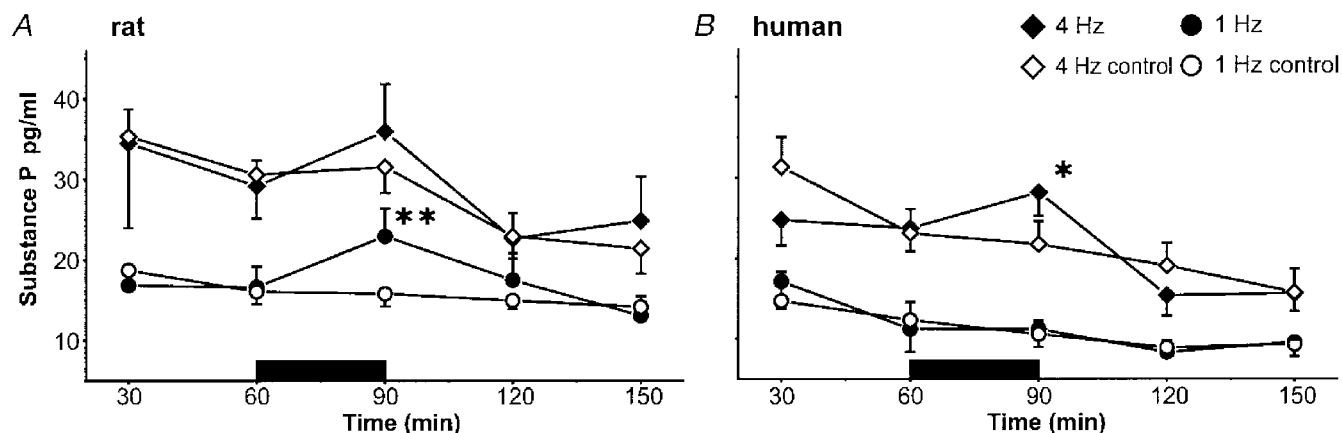 A rat
B human
4 Hz
1 Hz
4 Hz control
1 Hz control
Substance P pg/ml
40
30
20
10
**
*
30 60 90 120 150
Time (min)
30 60 90 120 150
Time (min)